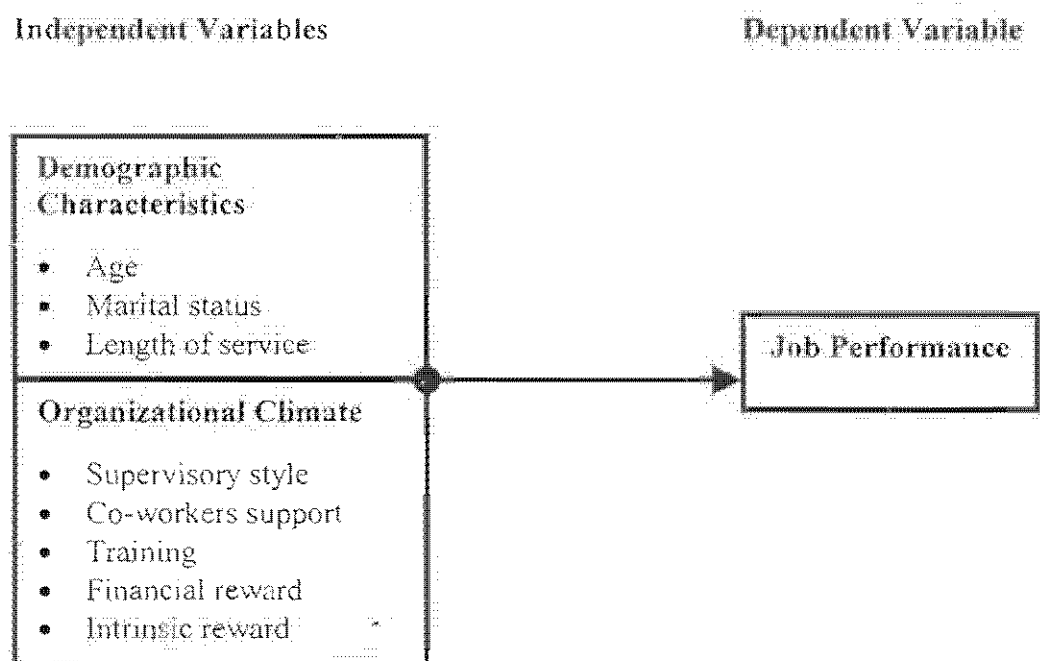 Independent Variables
Dependent Variable
Demographic
Characteristics
• Age
• Marital status
• Length of service
Job Performance
Organizational Climate
• Supervisory style
• Co-workers support
• Training
• Financial reward
• Intrinsic reward